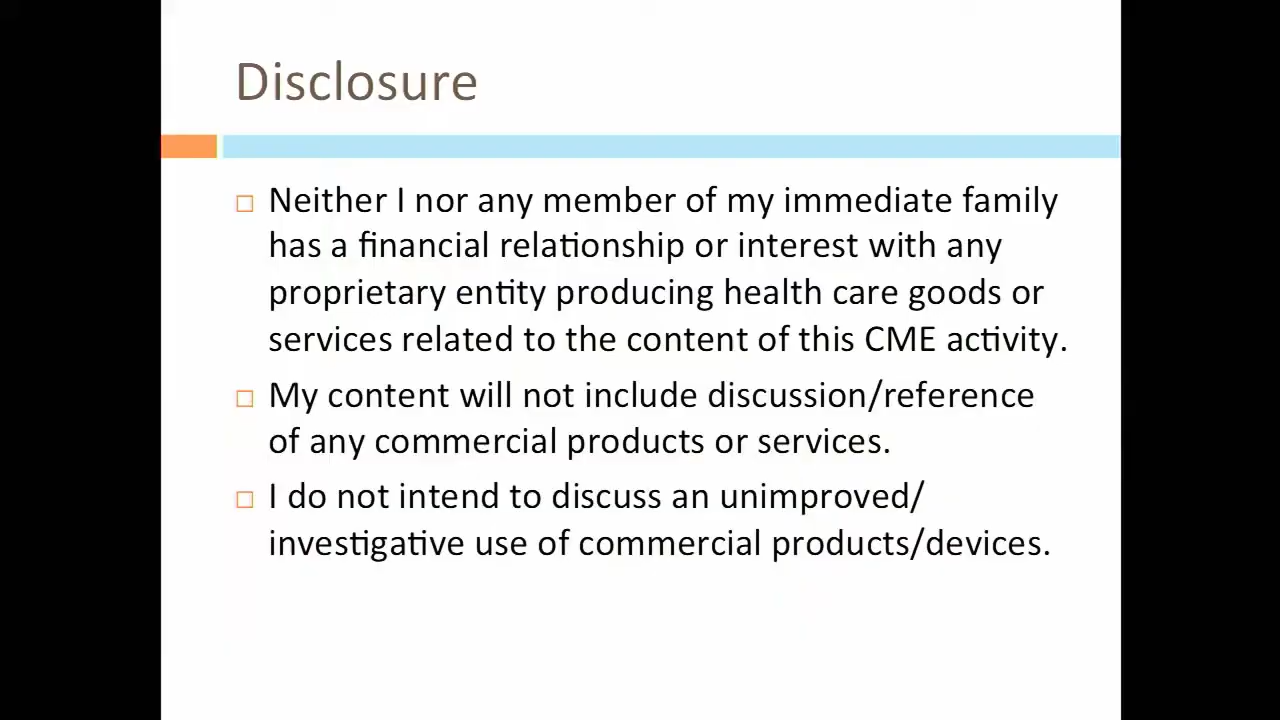 Disclosure
Neither I nor any member of my immediate family
has a financial relationship or interest with any
proprietary entity producing health care goods or
services related to the content of this CME activity.
My content will not include discussion/reference
of any commercial products or services.
I do not intend to discuss an unimproved/
investigative use of commercial products/devices.